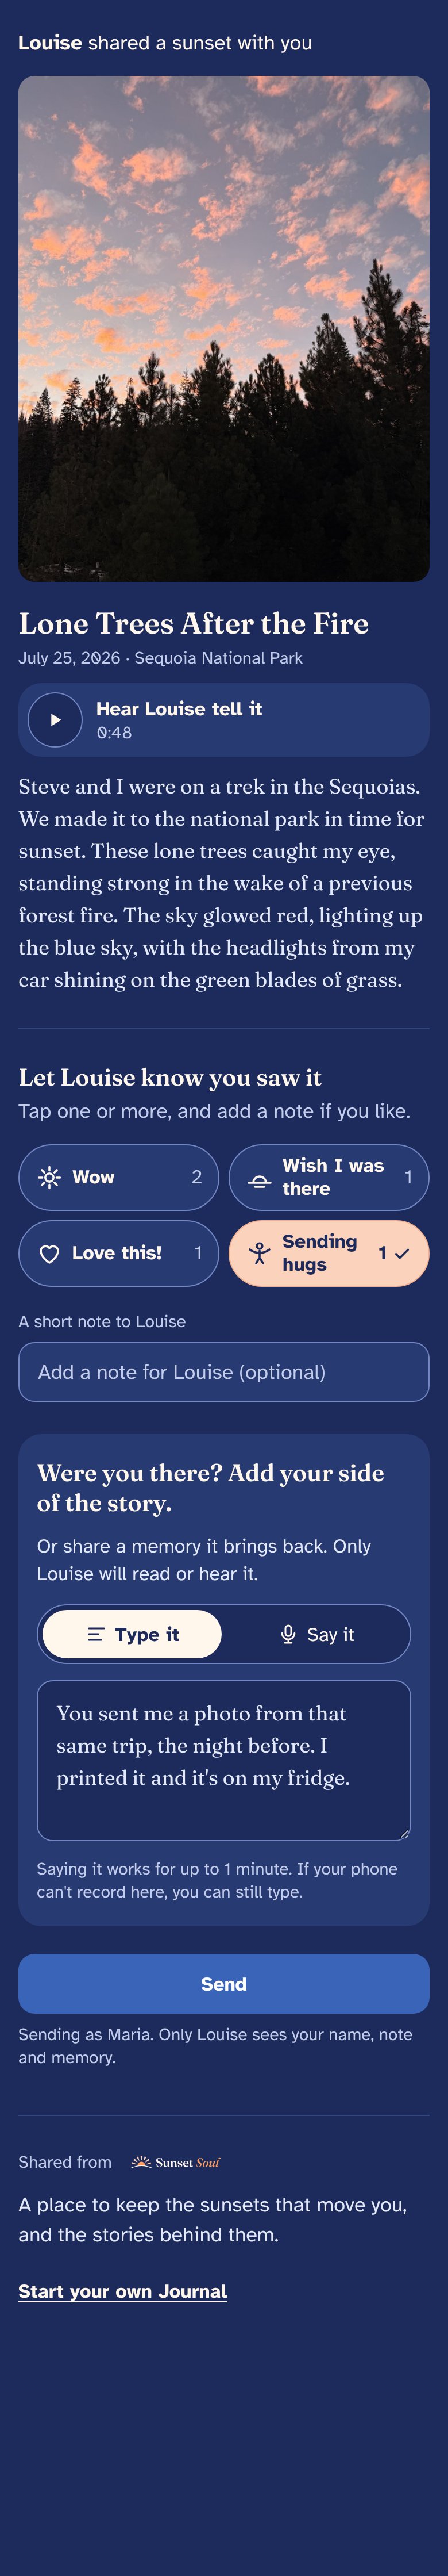 Louise shared a sunset with you
Lone Trees After the Fire
July 25, 2026 · Sequoia National Park
Hear Louise tell it
0:48
Steve and I were on a trek in the Sequoias.
We made it to the national park in time for
sunset. These lone trees caught my eye,
standing strong in the wake of a previous
forest fire. The sky glowed red, lighting up
the blue sky, with the headlights from my
car shining on the green blades of grass.
Let Louise know you saw it
Tap one or more, and add a note if you like.
Wow 2
Wish I was
there 1
Love this! 1
Sending
hugs 1
A short note to Louise
Add a note for Louise (optional)
Were you there? Add your side
of the story.
Or share a memory it brings back. Only
Louise will read or hear it.
Type it
Say it
You sent me a photo from that
same trip, the night before. I
printed it and it's on my fridge.
Saying it works for up to 1 minute. If your phone
can't record here, you can still type.
Send
Sending as Maria. Only Louise sees your name, note
and memory.
Shared from Sunset Soul
A place to keep the sunsets that move you,
and the stories behind them.
Start your own Journal